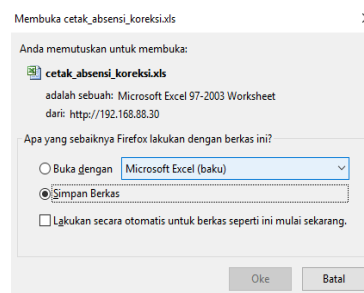 Membuka cetak_absensi_koreksi.xls
Anda memutuskan untuk membuka:
cetak_absensi_koreksi.xls
adalah sebuah: Microsoft Excel 97-2003 Worksheet
dari: http://192.168.88.30
Apa yang sebaiknya Firefox lakukan dengan berkas ini?
Buka dengan Microsoft Excel (baku)
Simpan Berkas
Lakukan secara otomatis untuk berkas seperti ini mulai sekarang.
Oke Batal